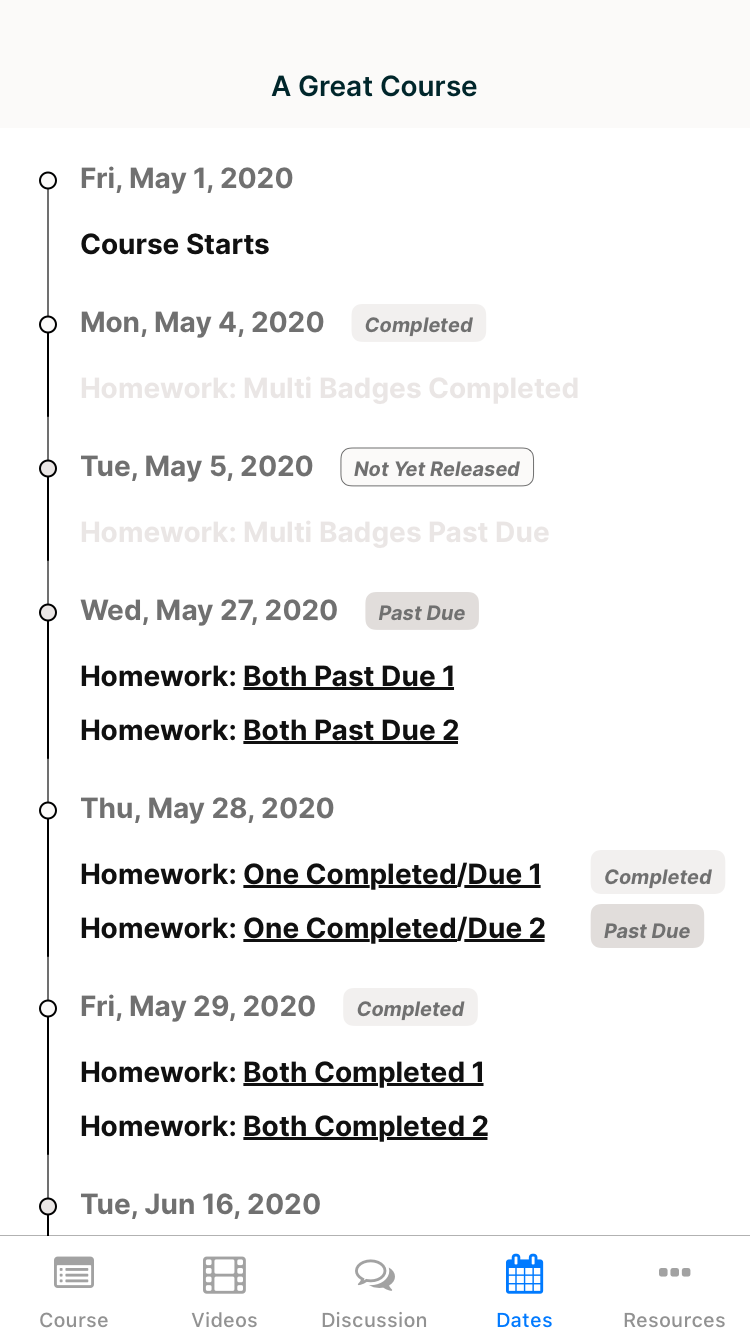 A Great Course
Fri, May 1, 2020
Course Starts
Mon, May 4, 2020 Completed
Homework: Multi Badges Completed
Tue, May 5, 2020 Not Yet Released
Homework: Multi Badges Past Due
Wed, May 27, 2020 Past Due
Homework: Both Past Due 1
Homework: Both Past Due 2
Thu, May 28, 2020
Homework: One Completed/Due 1 Completed
Homework: One Completed/Due 2 Past Due
Fri, May 29, 2020 Completed
Homework: Both Completed 1
Homework: Both Completed 2
Tue, Jun 16, 2020
Course Videos Discussion Dates Resources